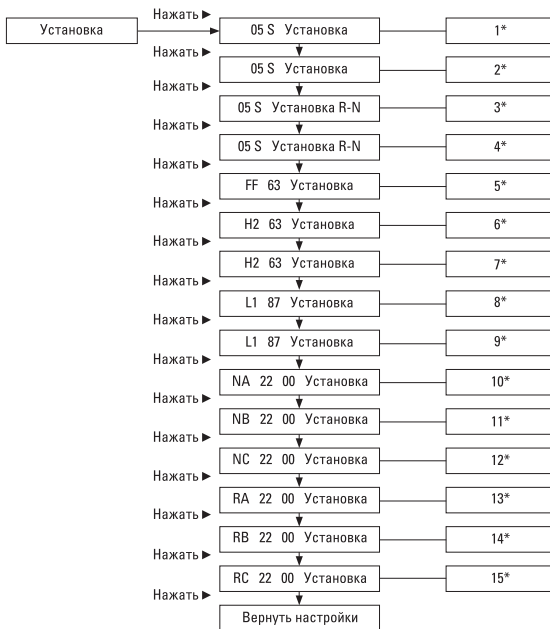 Нажать ►
Установка 05 S Установка 1*
Нажать ►
05 S Установка 2*
Нажать ►
05 S Установка R-N 3*
Нажать ►
05 S Установка R-N 4*
Нажать ►
FF 63 Установка 5*
Нажать ►
H2 63 Установка 6*
Нажать ►
H2 63 Установка 7*
Нажать ►
L1 87 Установка 8*
Нажать ►
L1 87 Установка 9*
Нажать ►
NA 22 00 Установка 10*
Нажать ►
NB 22 00 Установка 11*
Нажать ►
NC 22 00 Установка 12*
Нажать ►
RA 22 00 Установка 13*
Нажать ►
RB 22 00 Установка 14*
Нажать ►
RC 22 00 Установка 15*
Нажать ►
Вернуть настройки